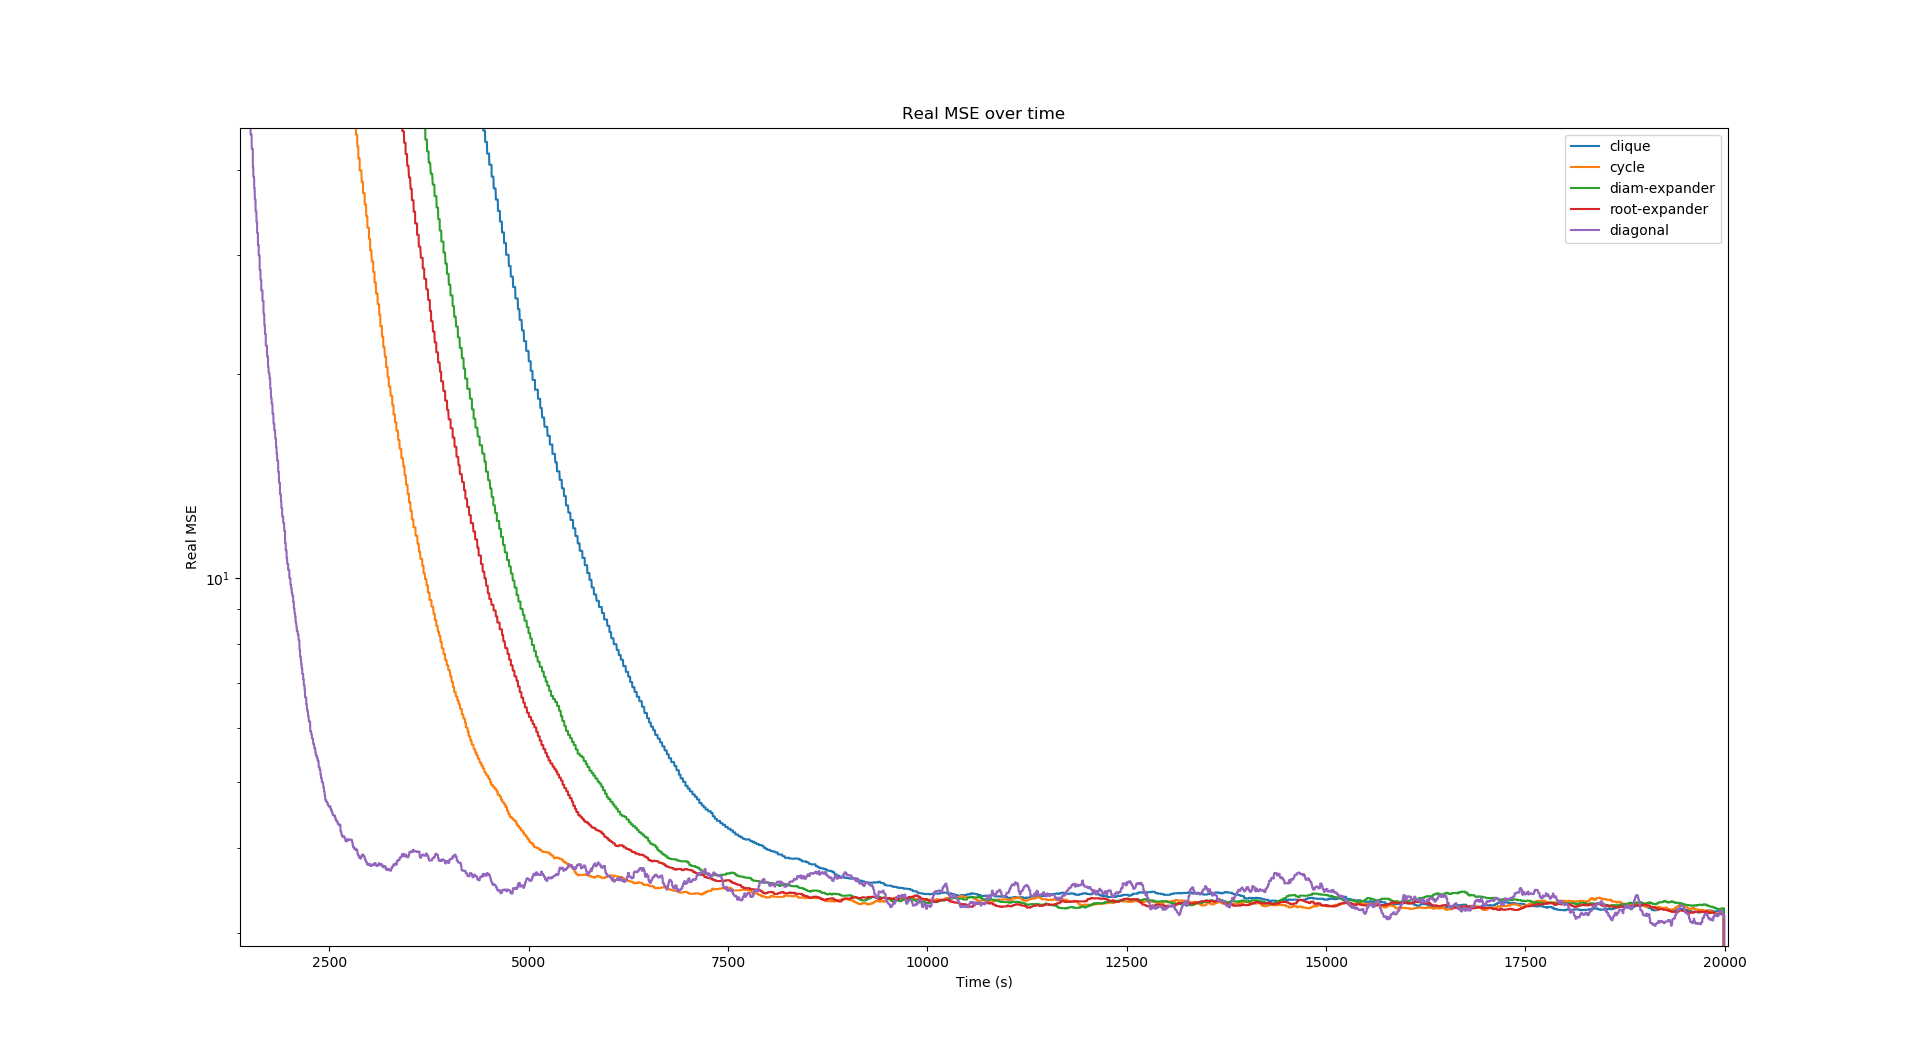 Real MSE over time
clique
cycle
diam-expander
root-expander
diagonal
Real MSE
10¹
2500 5000 7500 10000 12500 15000 17500 20000
Time (s)